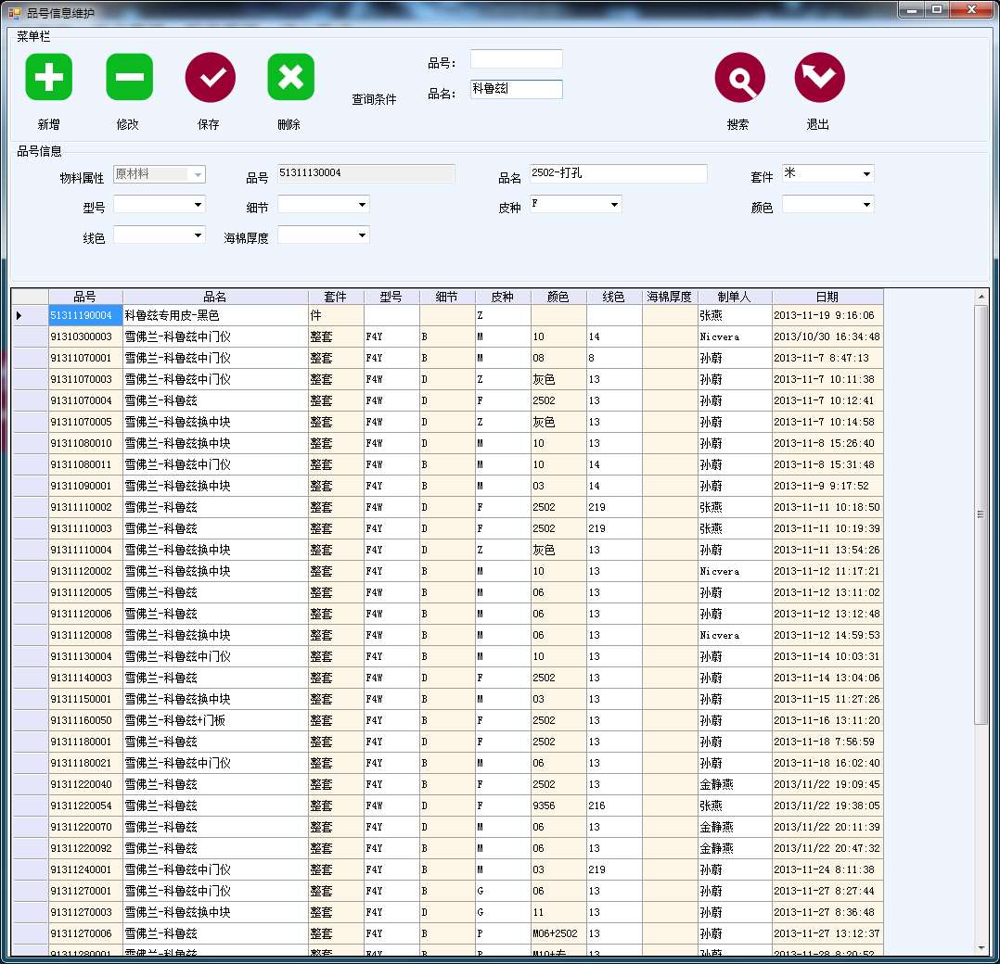 品号信息维护
菜单栏
新增 修改 保存 删除 查询条件 品号： 品名： 科鲁兹 搜索 退出
品号信息
物料属性 原材料 品号 51311130004 品名 2502-打孔 套件 米
型号 细节 皮种 F 颜色
线色 海棉厚度
品号 品名 套件 型号 细节 皮种 颜色 线色 海棉厚度 制单人 日期
51311190004 科鲁兹专用皮-黑色 件 Z 张燕 2013-11-19 9:16:06
91310300003 雪佛兰-科鲁兹中门仪 整套 F4Y B M 10 14 Nicvera 2013/10/30 16:34:48
91311070001 雪佛兰-科鲁兹中门仪 整套 F4Y B M 08 8 孙蔚 2013-11-7 8:47:13
91311070003 雪佛兰-科鲁兹中门仪 整套 F4W D Z 灰色 13 孙蔚 2013-11-7 10:11:38
91311070004 雪佛兰-科鲁兹 整套 F4W D F 2502 13 孙蔚 2013-11-7 10:12:41
91311070005 雪佛兰-科鲁兹换中块 整套 F4W D Z 灰色 13 孙蔚 2013-11-7 10:14:58
91311080010 雪佛兰-科鲁兹换中块 整套 F4W B M 10 13 孙蔚 2013-11-8 15:26:40
91311080011 雪佛兰-科鲁兹中门仪 整套 F4Y B M 10 14 孙蔚 2013-11-8 15:31:48
91311090001 雪佛兰-科鲁兹换中块 整套 F4Y B M 03 14 孙蔚 2013-11-9 9:17:52
91311110002 雪佛兰-科鲁兹 整套 F4W D F 2502 219 张燕 2013-11-11 10:18:50
91311110003 雪佛兰-科鲁兹 整套 F4Y D F 2502 219 张燕 2013-11-11 10:19:39
91311110004 雪佛兰-科鲁兹换中块 整套 F4Y D Z 灰色 13 孙蔚 2013-11-11 13:54:26
91311120002 雪佛兰-科鲁兹换中块 整套 F4Y B M 10 13 Nicvera 2013-11-12 11:17:21
91311120005 雪佛兰-科鲁兹 整套 F4W B M 06 13 孙蔚 2013-11-12 13:11:02
91311120006 雪佛兰-科鲁兹 整套 F4W B M 06 13 孙蔚 2013-11-12 13:12:48
91311120008 雪佛兰-科鲁兹换中块 整套 F4W B M 06 13 Nicvera 2013-11-12 14:59:53
91311130004 雪佛兰-科鲁兹中门仪 整套 F4Y B M 10 13 孙蔚 2013-11-14 10:03:31
91311140003 雪佛兰-科鲁兹 整套 F4W D F 2502 13 孙蔚 2013-11-14 13:04:06
91311150001 雪佛兰-科鲁兹换中块 整套 F4W B M 03 13 孙蔚 2013-11-15 11:27:26
91311160050 雪佛兰-科鲁兹+门板 整套 F4Y B F 2502 13 孙蔚 2013-11-16 13:11:20
91311180001 雪佛兰-科鲁兹 整套 F4Y D F 2502 13 孙蔚 2013-11-18 7:56:59
91311180021 雪佛兰-科鲁兹中门仪 整套 F4Y B M 06 13 孙蔚 2013-11-18 16:02:40
91311220040 雪佛兰-科鲁兹 整套 F4Y B F 2502 13 金静燕 2013/11/22 19:09:45
91311220054 雪佛兰-科鲁兹 整套 F4W D F 9356 216 张燕 2013/11/22 19:38:05
91311220070 雪佛兰-科鲁兹 整套 F4Y D M 06 13 金静燕 2013/11/22 20:11:39
91311220092 雪佛兰-科鲁兹 整套 F4Y B M 06 13 金静燕 2013/11/22 20:47:32
91311240001 雪佛兰-科鲁兹中门仪 整套 F4Y B M 03 219 孙蔚 2013-11-24 8:11:38
91311270001 雪佛兰-科鲁兹中门仪 整套 F4Y B G 06 13 孙蔚 2013-11-27 8:27:44
91311270003 雪佛兰-科鲁兹换中块 整套 F4Y D G 11 13 孙蔚 2013-11-27 8:36:48
91311270006 雪佛兰-科鲁兹 整套 F4Y B P M06+2502 13 孙蔚 2013-11-27 13:12:37
91311280001 雪佛兰-科鲁兹 整套 F4Y B P 13 孙蔚 2013-11-28 8:20:52